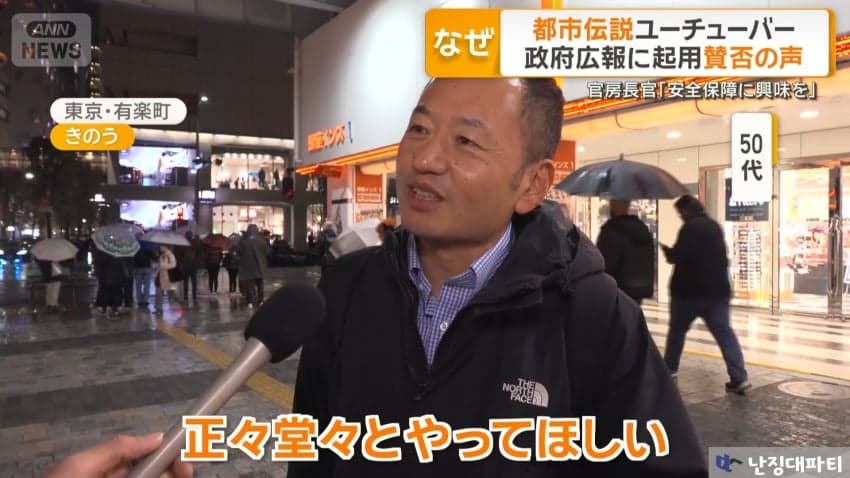 ANN
NEWS
なぜ
都市伝説ユーチューバー
政府広報に起用賛否の声
官房長官「安全保障に興味を」
東京・有楽町
きのう
50代
THE
NORTH
FACE
正々堂々とやってほしい
난징대파티